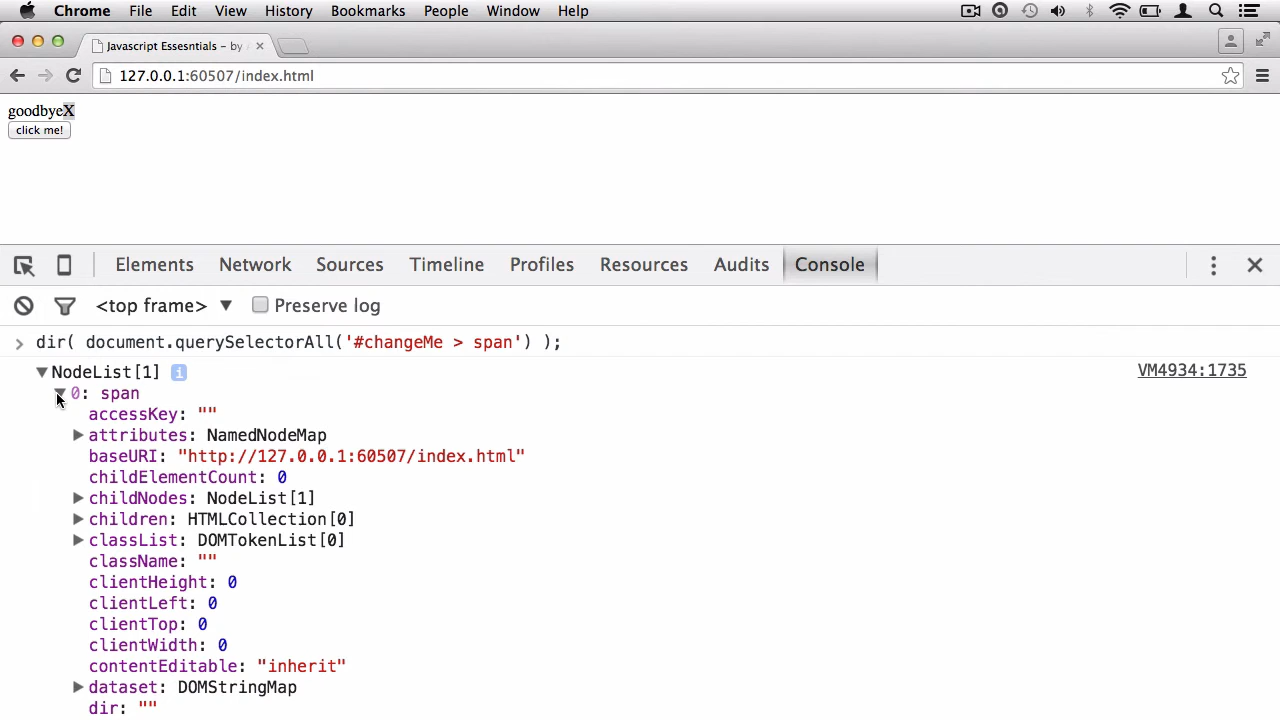 Chrome File Edit View History Bookmarks People Window Help
Javascript Essesntials – by
127.0.0.1:60507/index.html
goodbyeX
click me!
Elements Network Sources Timeline Profiles Resources Audits Console
<top frame> Preserve log
dir( document.querySelectorAll('#changeMe > span') );
NodeList[1] i VM4934:1735
0: span
accessKey: ""
attributes: NamedNodeMap
baseURI: "http://127.0.0.1:60507/index.html"
childElementCount: 0
childNodes: NodeList[1]
children: HTMLCollection[0]
classList: DOMTokenList[0]
className: ""
clientHeight: 0
clientLeft: 0
clientTop: 0
clientWidth: 0
contentEditable: "inherit"
dataset: DOMStringMap
dir: ""